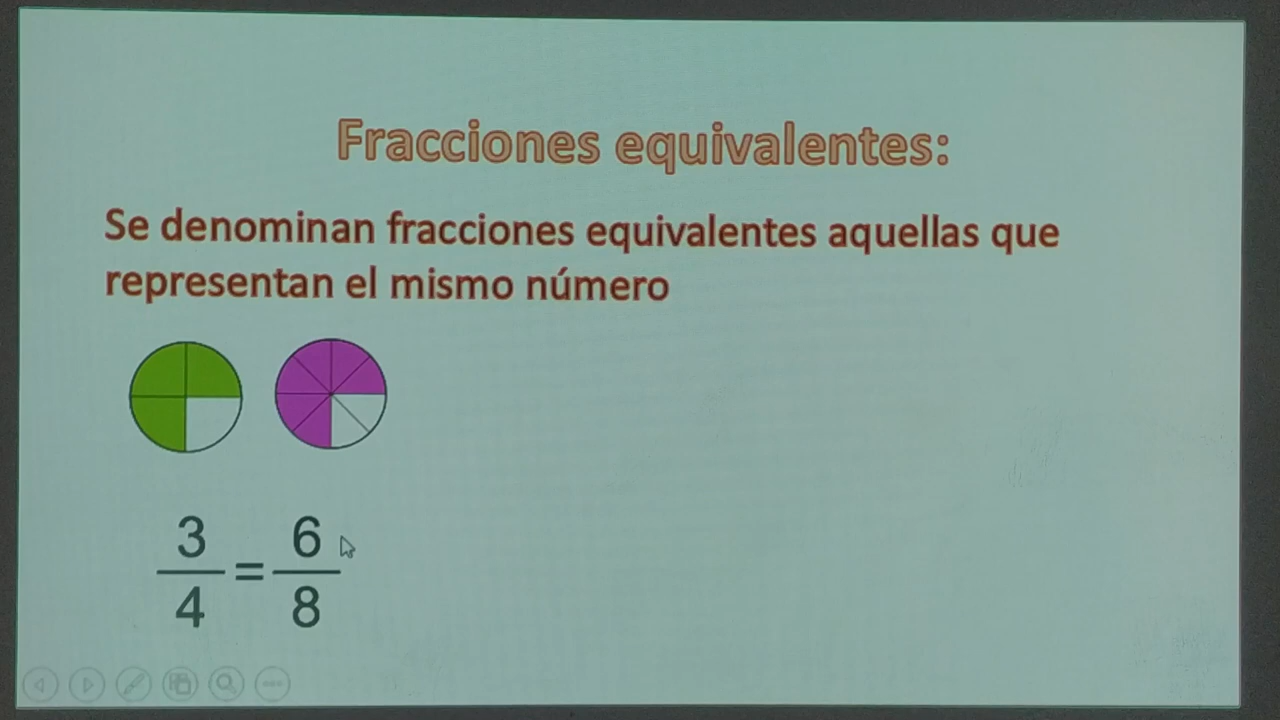 Fracciones equivalentes:
Se denominan fracciones equivalentes aquellas que
representan el mismo número
3/4 = 6/8